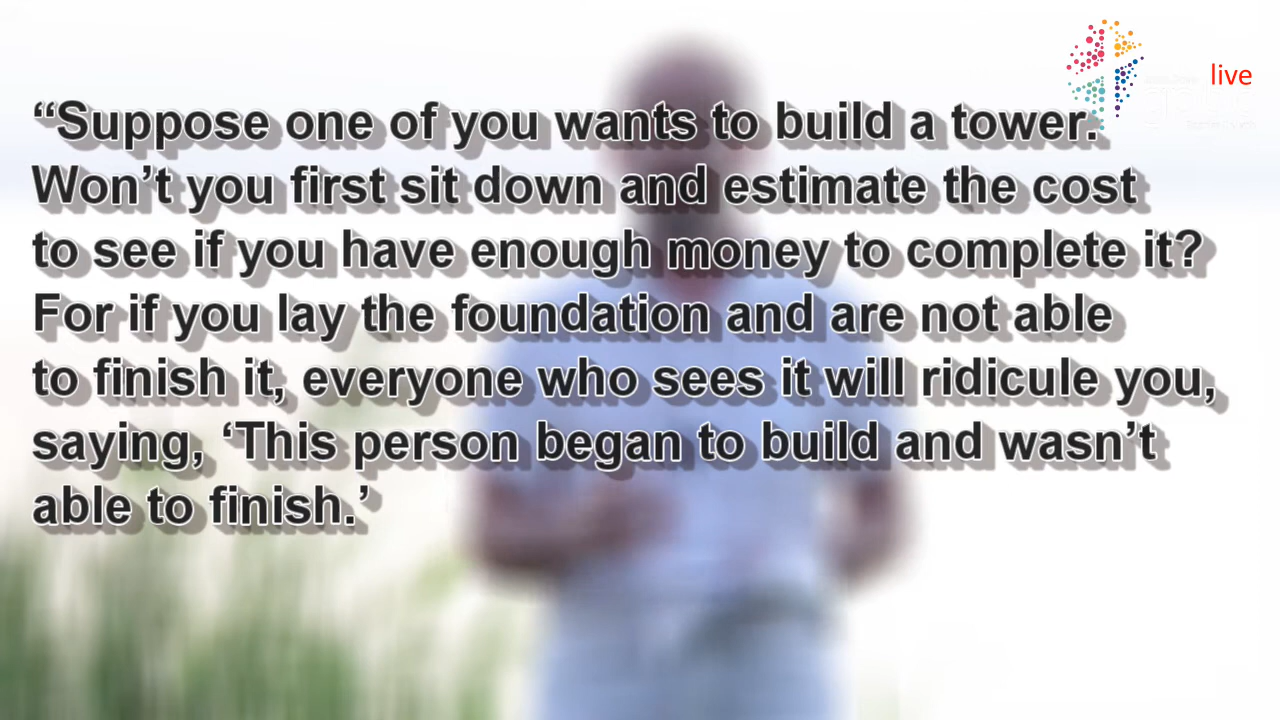 live
“Suppose one of you wants to build a tower.
Won’t you first sit down and estimate the cost
to see if you have enough money to complete it?
For if you lay the foundation and are not able
to finish it, everyone who sees it will ridicule you,
saying, ‘This person began to build and wasn’t
able to finish.’